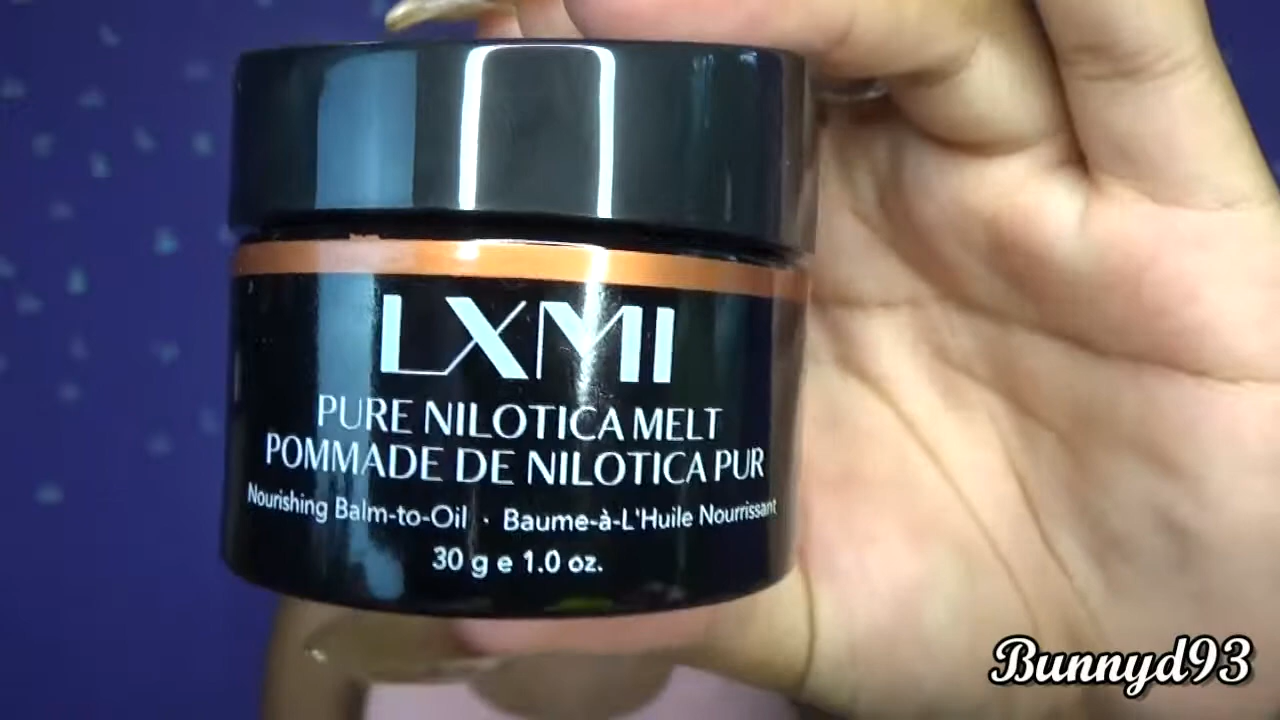 LXMI
PURE NILOTICA MELT
POMMADE DE NILOTICA PUR
Nourishing Balm-to-Oil · Baume-à-L'Huile Nourrissant
30 g e 1.0 oz.
Bunnyd93